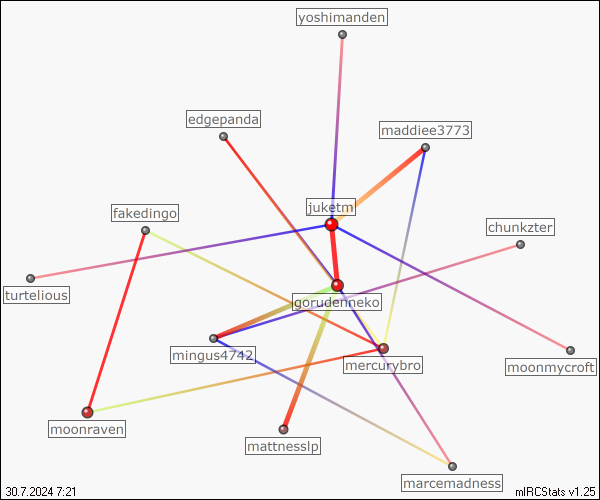 yoshimanden
edgepanda
maddiee3773
juketm
fakedingo
chunkzter
turtelious
gorudenneko
mingus4742
mercurybro
moonmycroft
moonraven
mattnesslp
marcemadness
30.7.2024 7:21
mIRCStats v1.25